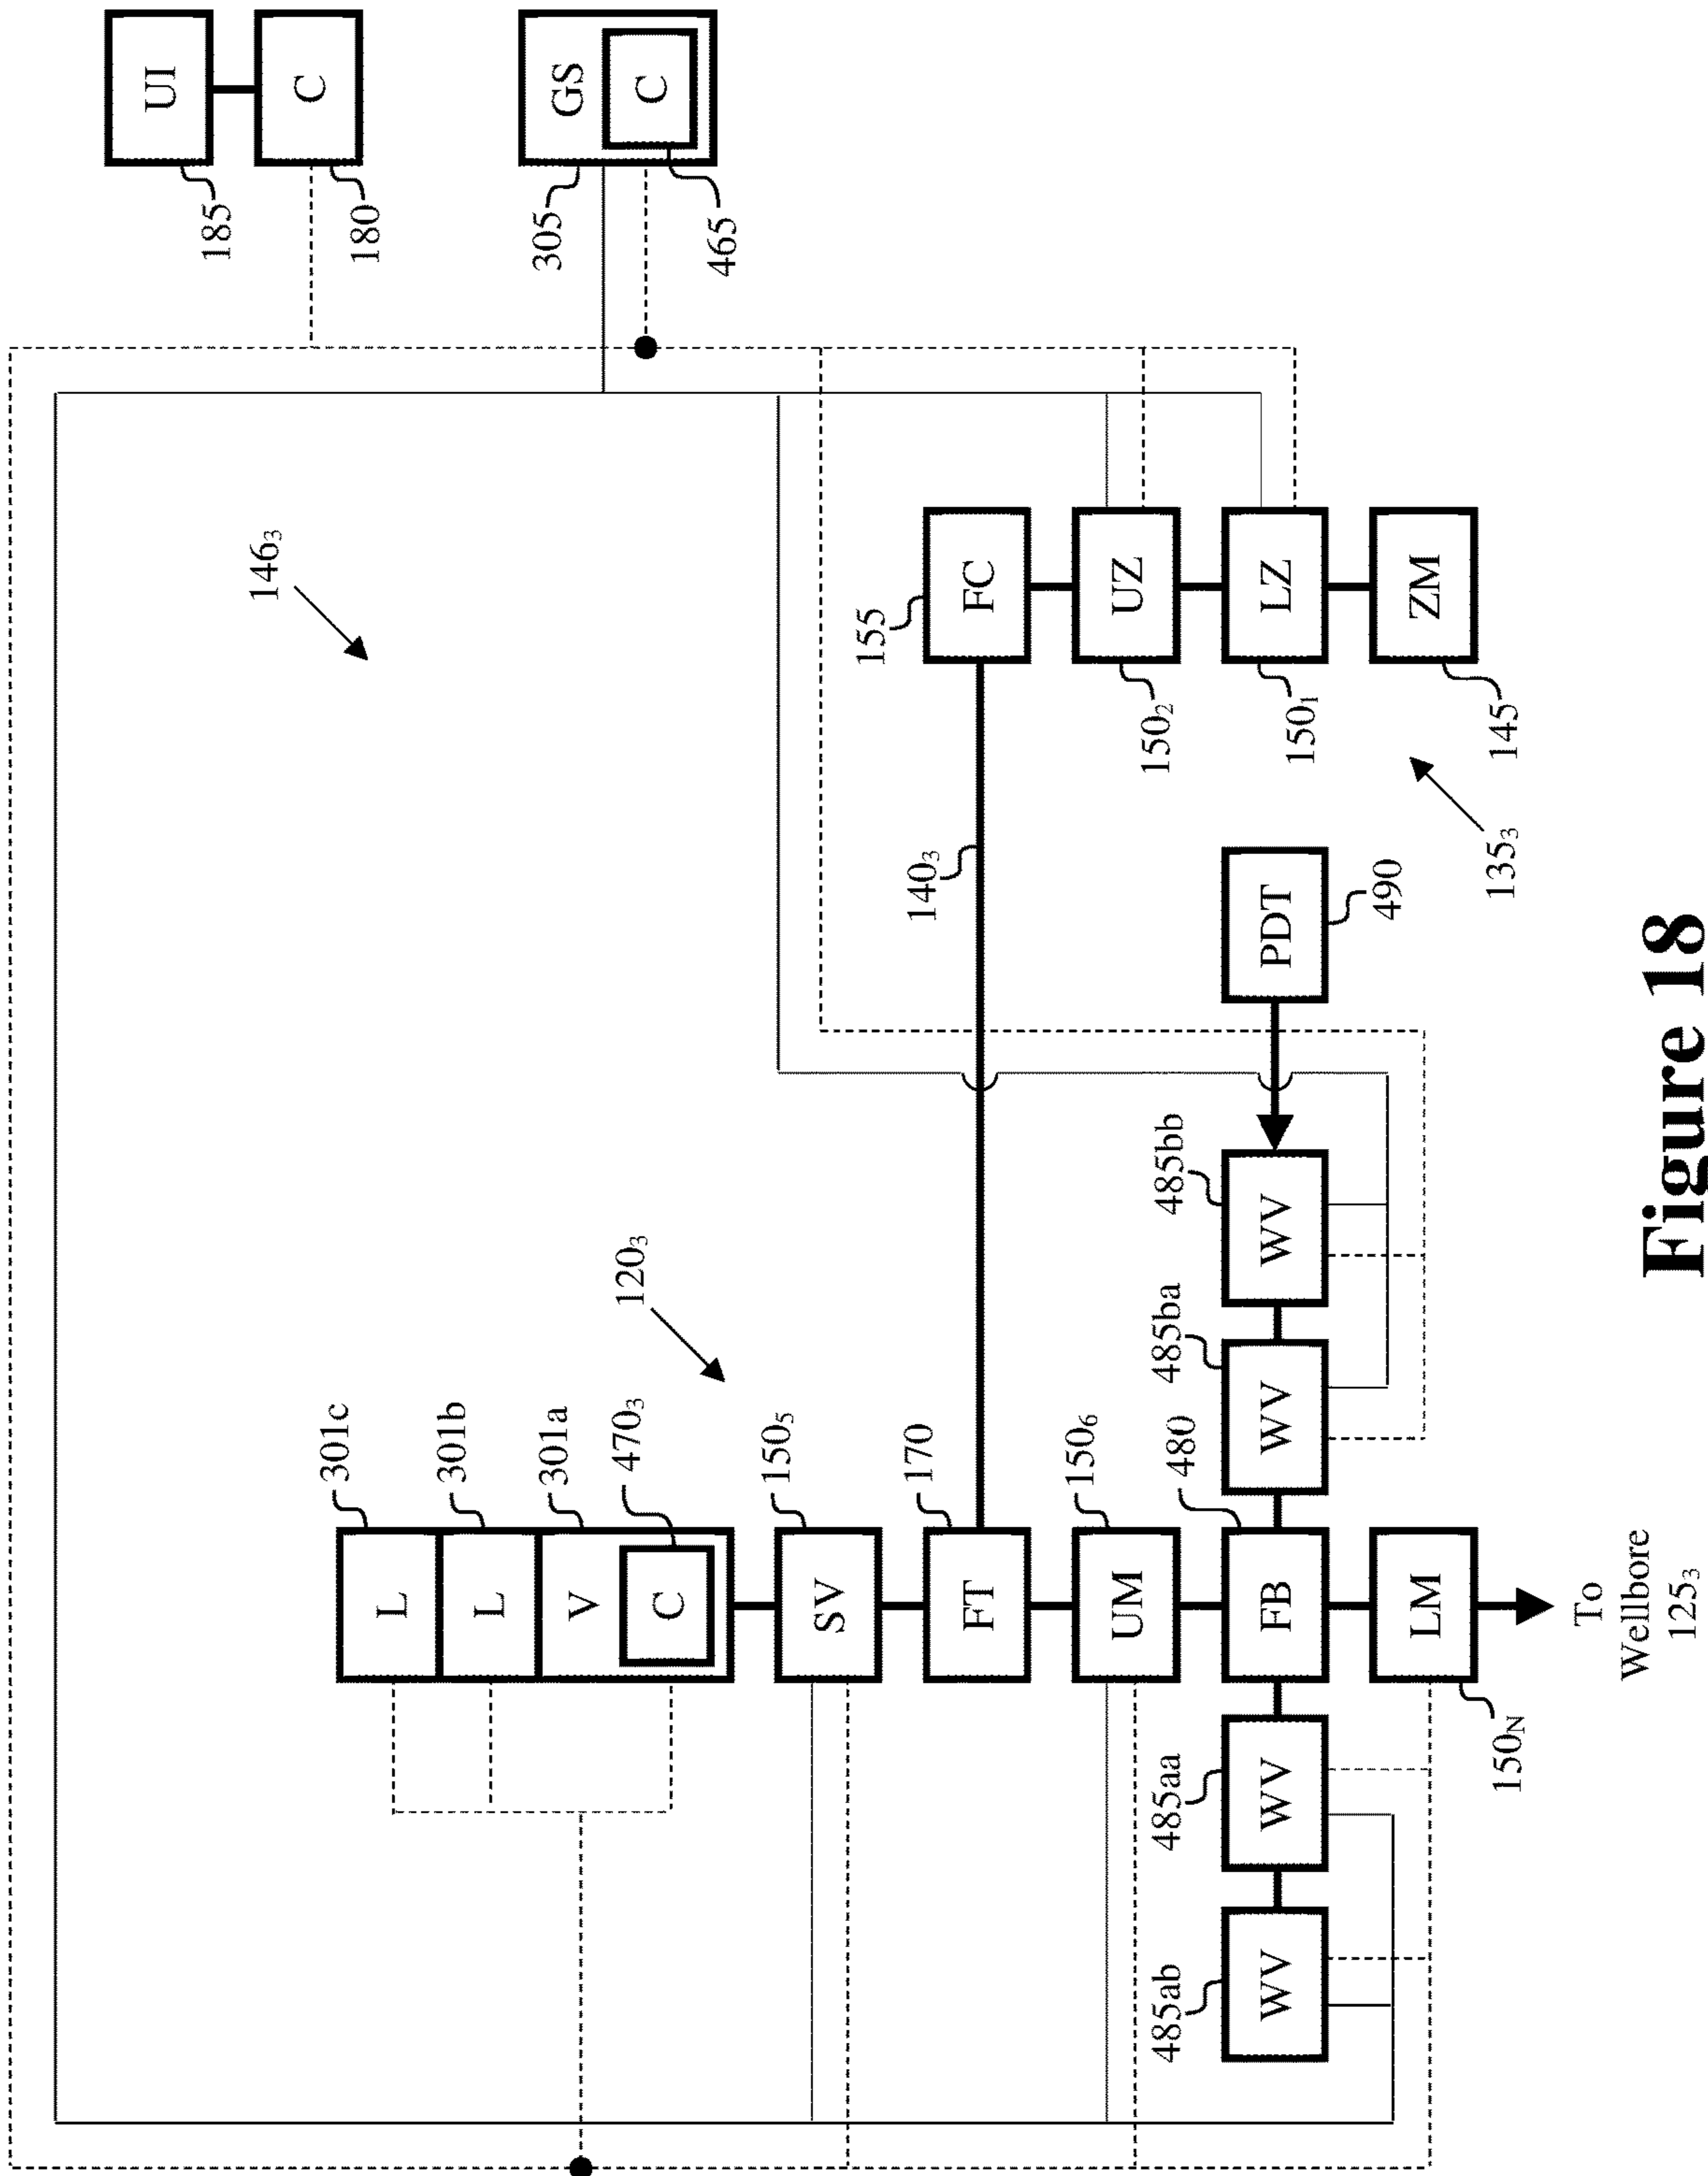 UI
C
185
180
GS
C
305
465
146₃
FC
UZ
LZ
ZM
155
150₂
150₁
145
135₃
140₃
PDT
490
485bb
WV
485ba
WV
120₃
301c
301b
301a
470₃
150₅
170
150₆
480
L
L
V
C
SV
FT
UM
FB
LM
To
Wellbore
125₃
150N
485aa
WV
485ab
WV
Figure 18